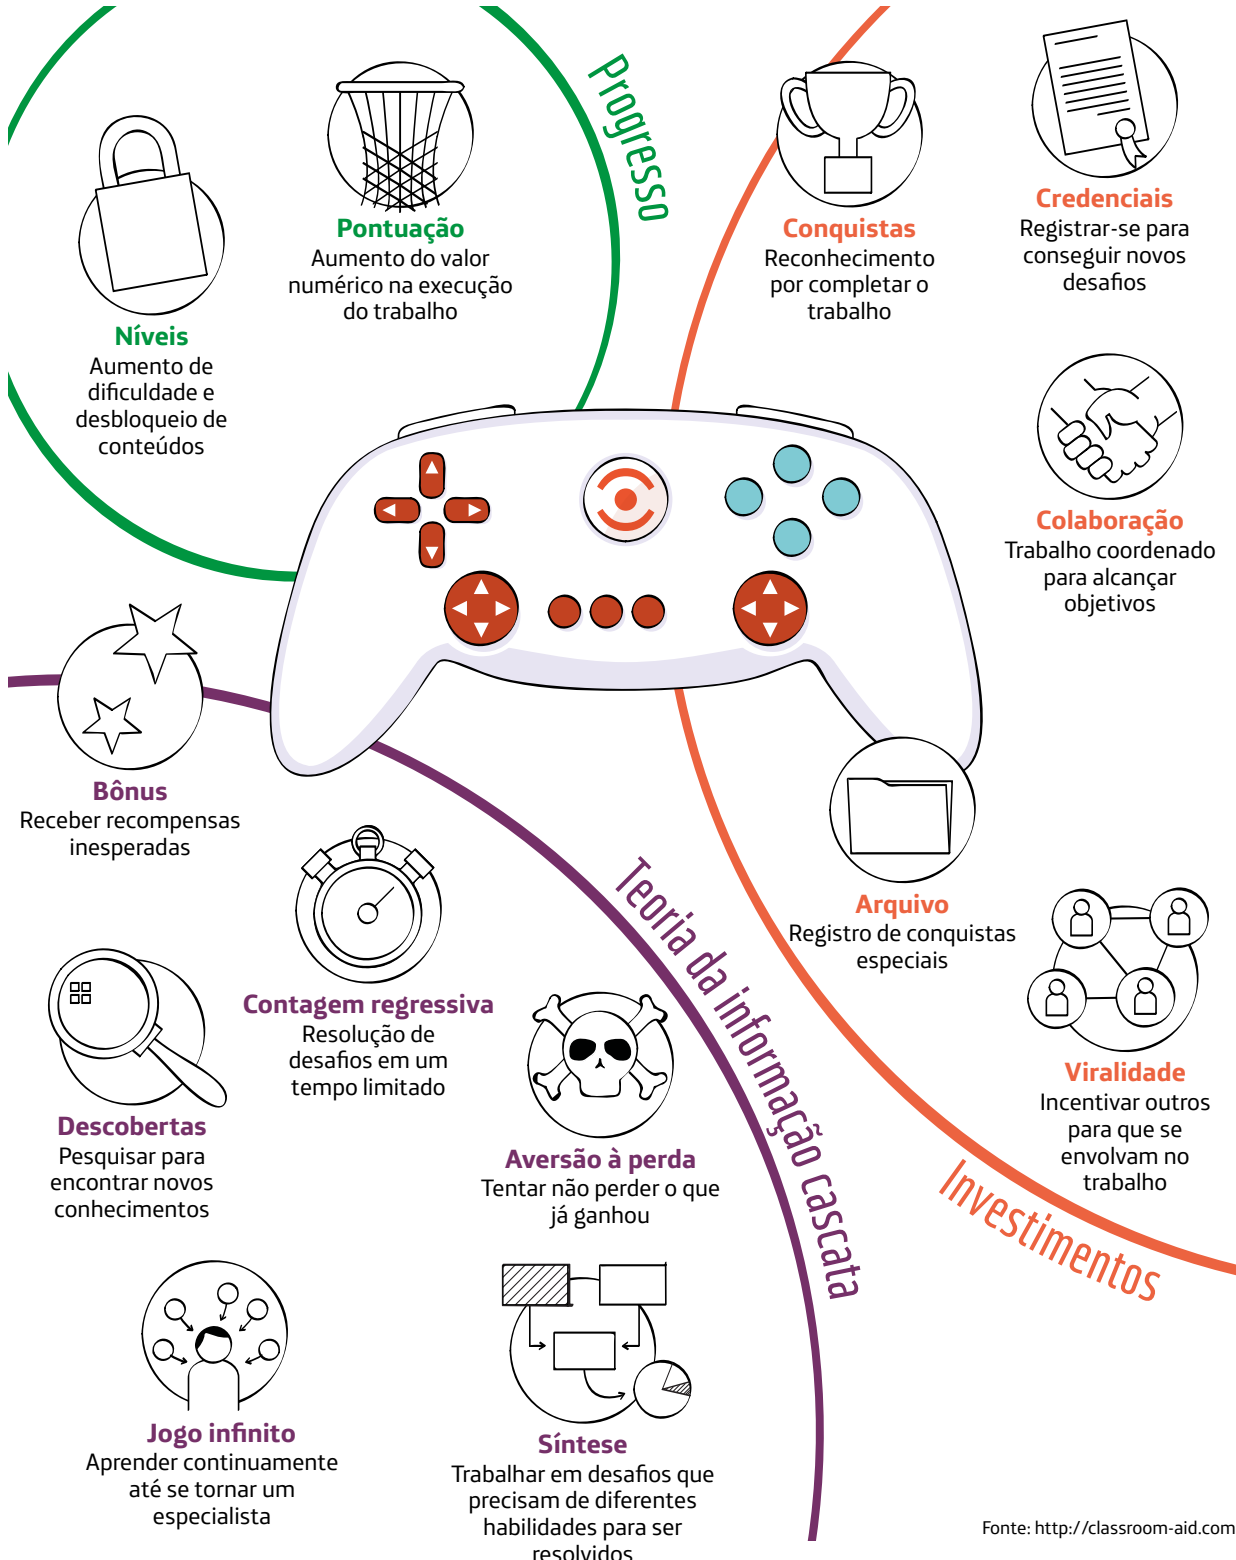 Progresso
Pontuação
Aumento do valor
numérico na execução
do trabalho
Níveis
Aumento de
dificuldade e
desbloqueio de
conteúdos
Conquistas
Reconhecimento
por completar o
trabalho
Credenciais
Registrar-se para
conseguir novos
desafios
Colaboração
Trabalho coordenado
para alcançar
objetivos
Arquivo
Registro de conquistas
especiais
Viralidade
Incentivar outros
para que se
envolvam no
trabalho
Investimentos
Bônus
Receber recompensas
inesperadas
Contagem regressiva
Resolução de
desafios em um
tempo limitado
Descobertas
Pesquisar para
encontrar novos
conhecimentos
Aversão à perda
Tentar não perder o que
já ganhou
Teoria da informação cascata
Jogo infinito
Aprender continuamente
até se tornar um
especialista
Síntese
Trabalhar em desafios que
precisam de diferentes
habilidades para ser
resolvidos
Fonte: http://classroom-aid.com